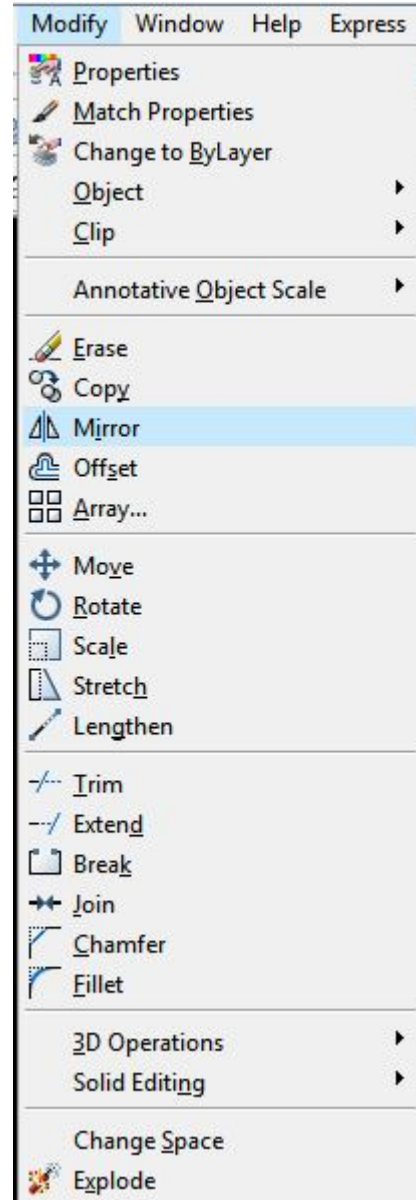 Modify Window Help Express
Properties
Match Properties
Change to ByLayer
Object
Clip
Annotative Object Scale
Erase
Copy
Mirror
Offset
Array...
Move
Rotate
Scale
Stretch
Lengthen
Trim
Extend
Break
Join
Chamfer
Fillet
3D Operations
Solid Editing
Change Space
Explode